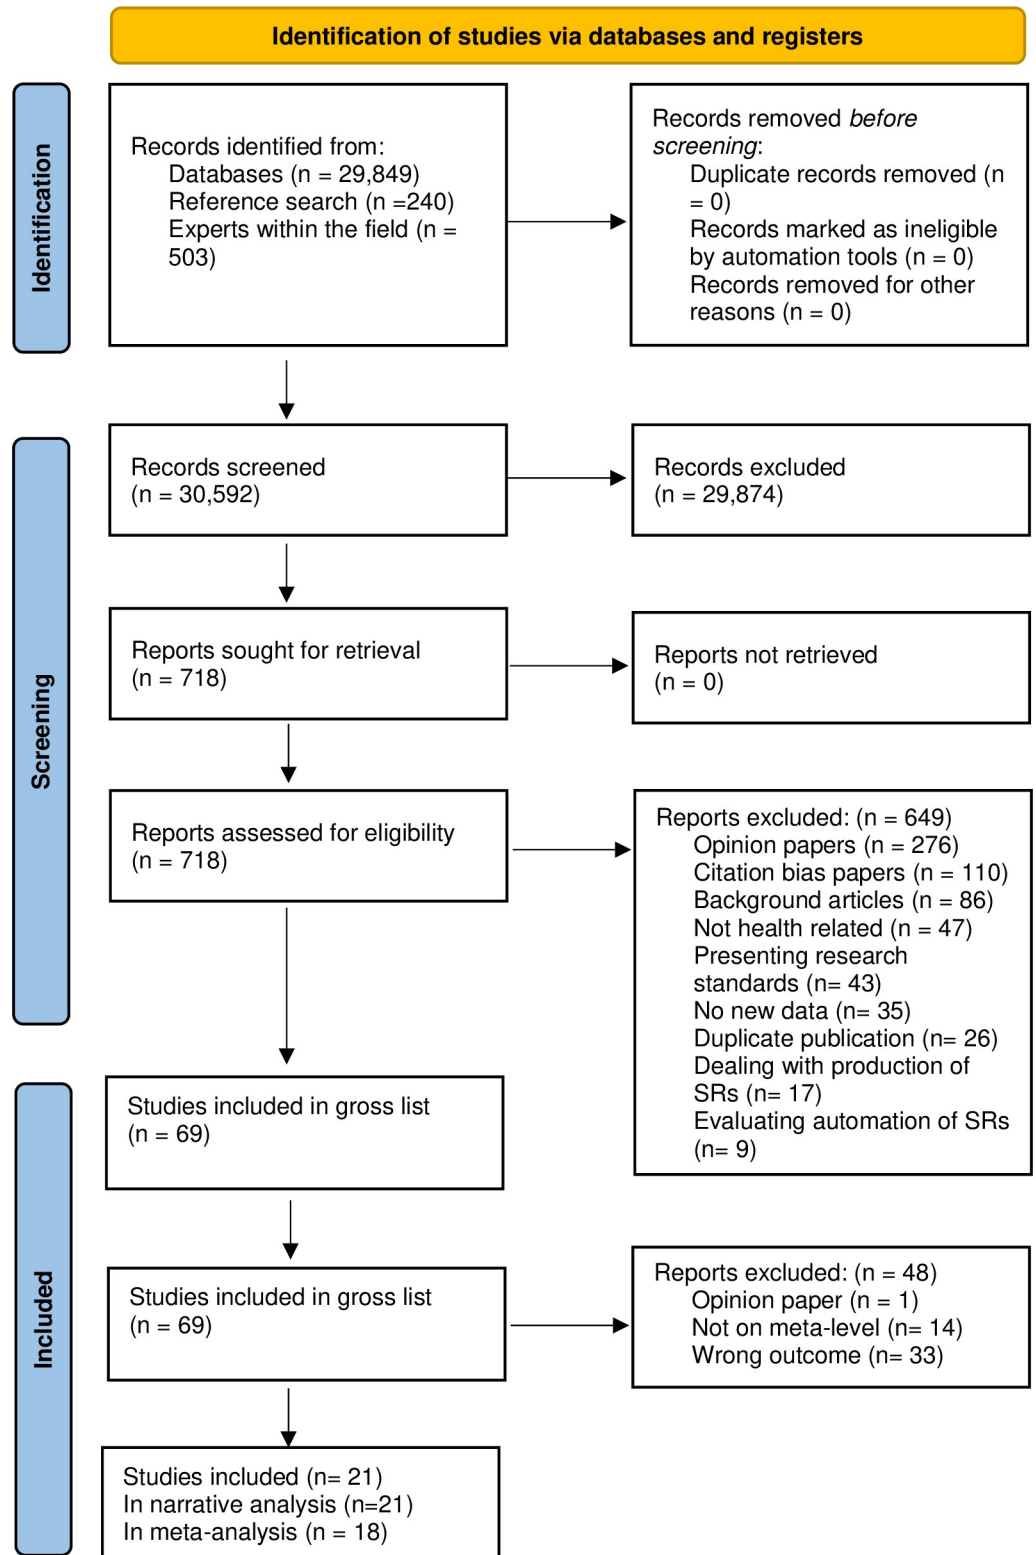 Identification of studies via databases and registers
Identification
Records identified from:
Databases (n = 29,849)
Reference search (n =240)
Experts within the field (n =
503)
Records removed before
screening:
Duplicate records removed (n
= 0)
Records marked as ineligible
by automation tools (n = 0)
Records removed for other
reasons (n = 0)
Screening
Records screened
(n = 30,592)
Records excluded
(n = 29,874)
Reports sought for retrieval
(n = 718)
Reports not retrieved
(n = 0)
Reports assessed for eligibility
(n = 718)
Reports excluded: (n = 649)
Opinion papers (n = 276)
Citation bias papers (n = 110)
Background articles (n = 86)
Not health related (n = 47)
Presenting research
standards (n= 43)
No new data (n= 35)
Duplicate publication (n= 26)
Dealing with production of
SRs (n= 17)
Evaluating automation of SRs
(n= 9)
Included
Studies included in gross list
(n = 69)
Studies included in gross list
(n = 69)
Reports excluded: (n = 48)
Opinion paper (n = 1)
Not on meta-level (n= 14)
Wrong outcome (n= 33)
Studies included (n= 21)
In narrative analysis (n=21)
In meta-analysis (n = 18)